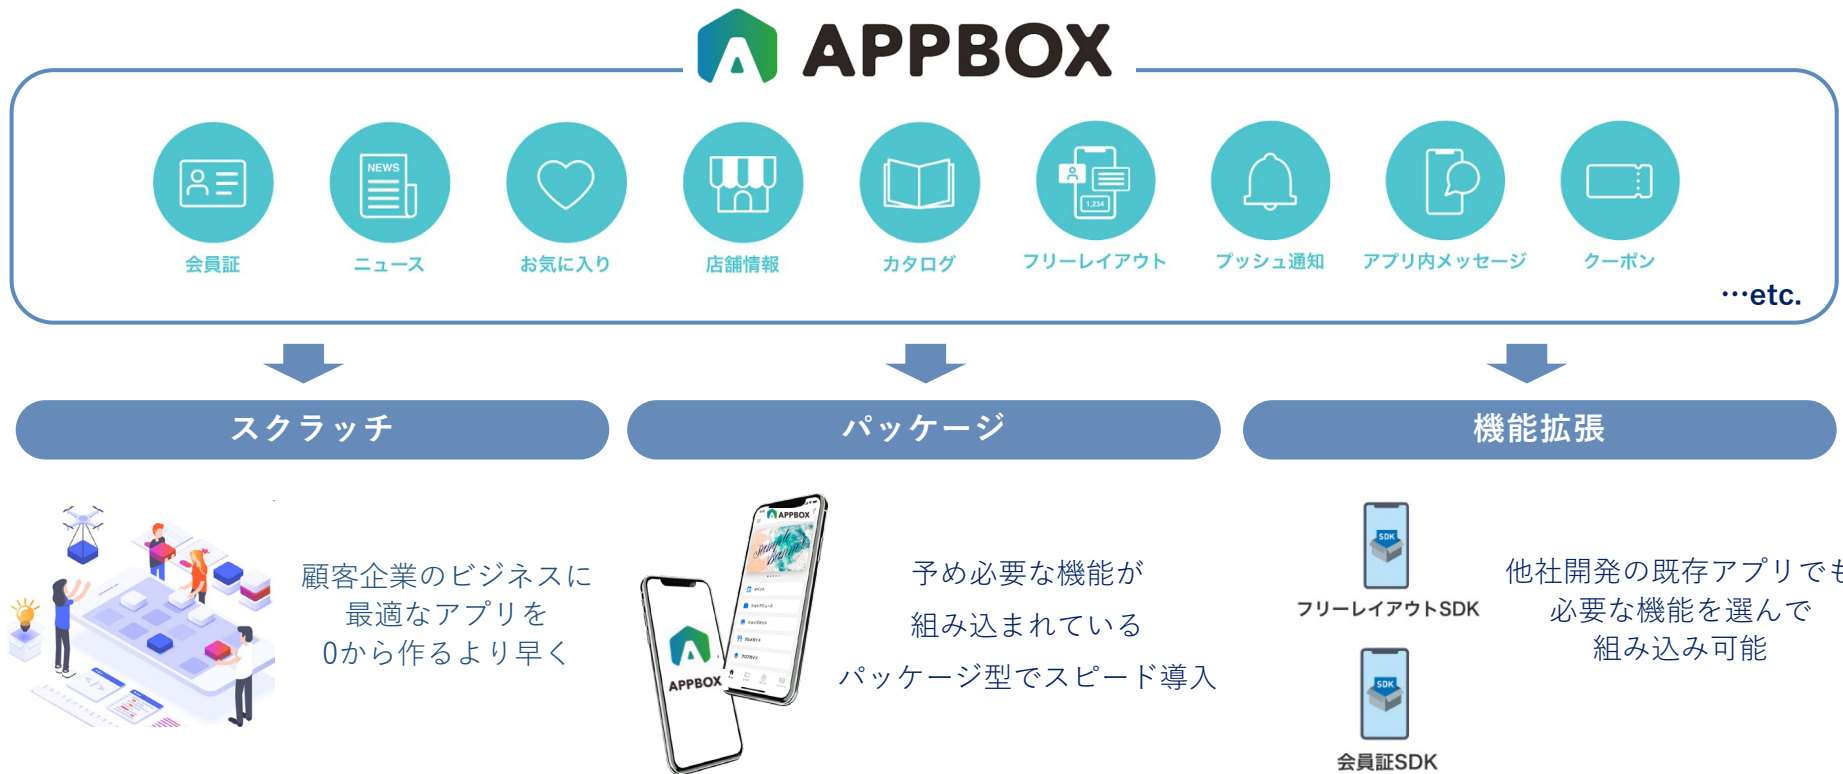 APPBOX
NEWS
1,234
会員証
ニュース
お気に入り
店舗情報
カタログ
フリーレイアウト
プッシュ通知
アプリ内メッセージ
クーポン
…etc.
スクラッチ
パッケージ
機能拡張
顧客企業のビジネスに
最適なアプリを
0から作るより早く
APPBOX
APPBOX
予め必要な機能が
組み込まれている
パッケージ型でスピード導入
SDK
フリーレイアウトSDK
SDK
会員証SDK
他社開発の既存アプリでも
必要な機能を選んで
組み込み可能